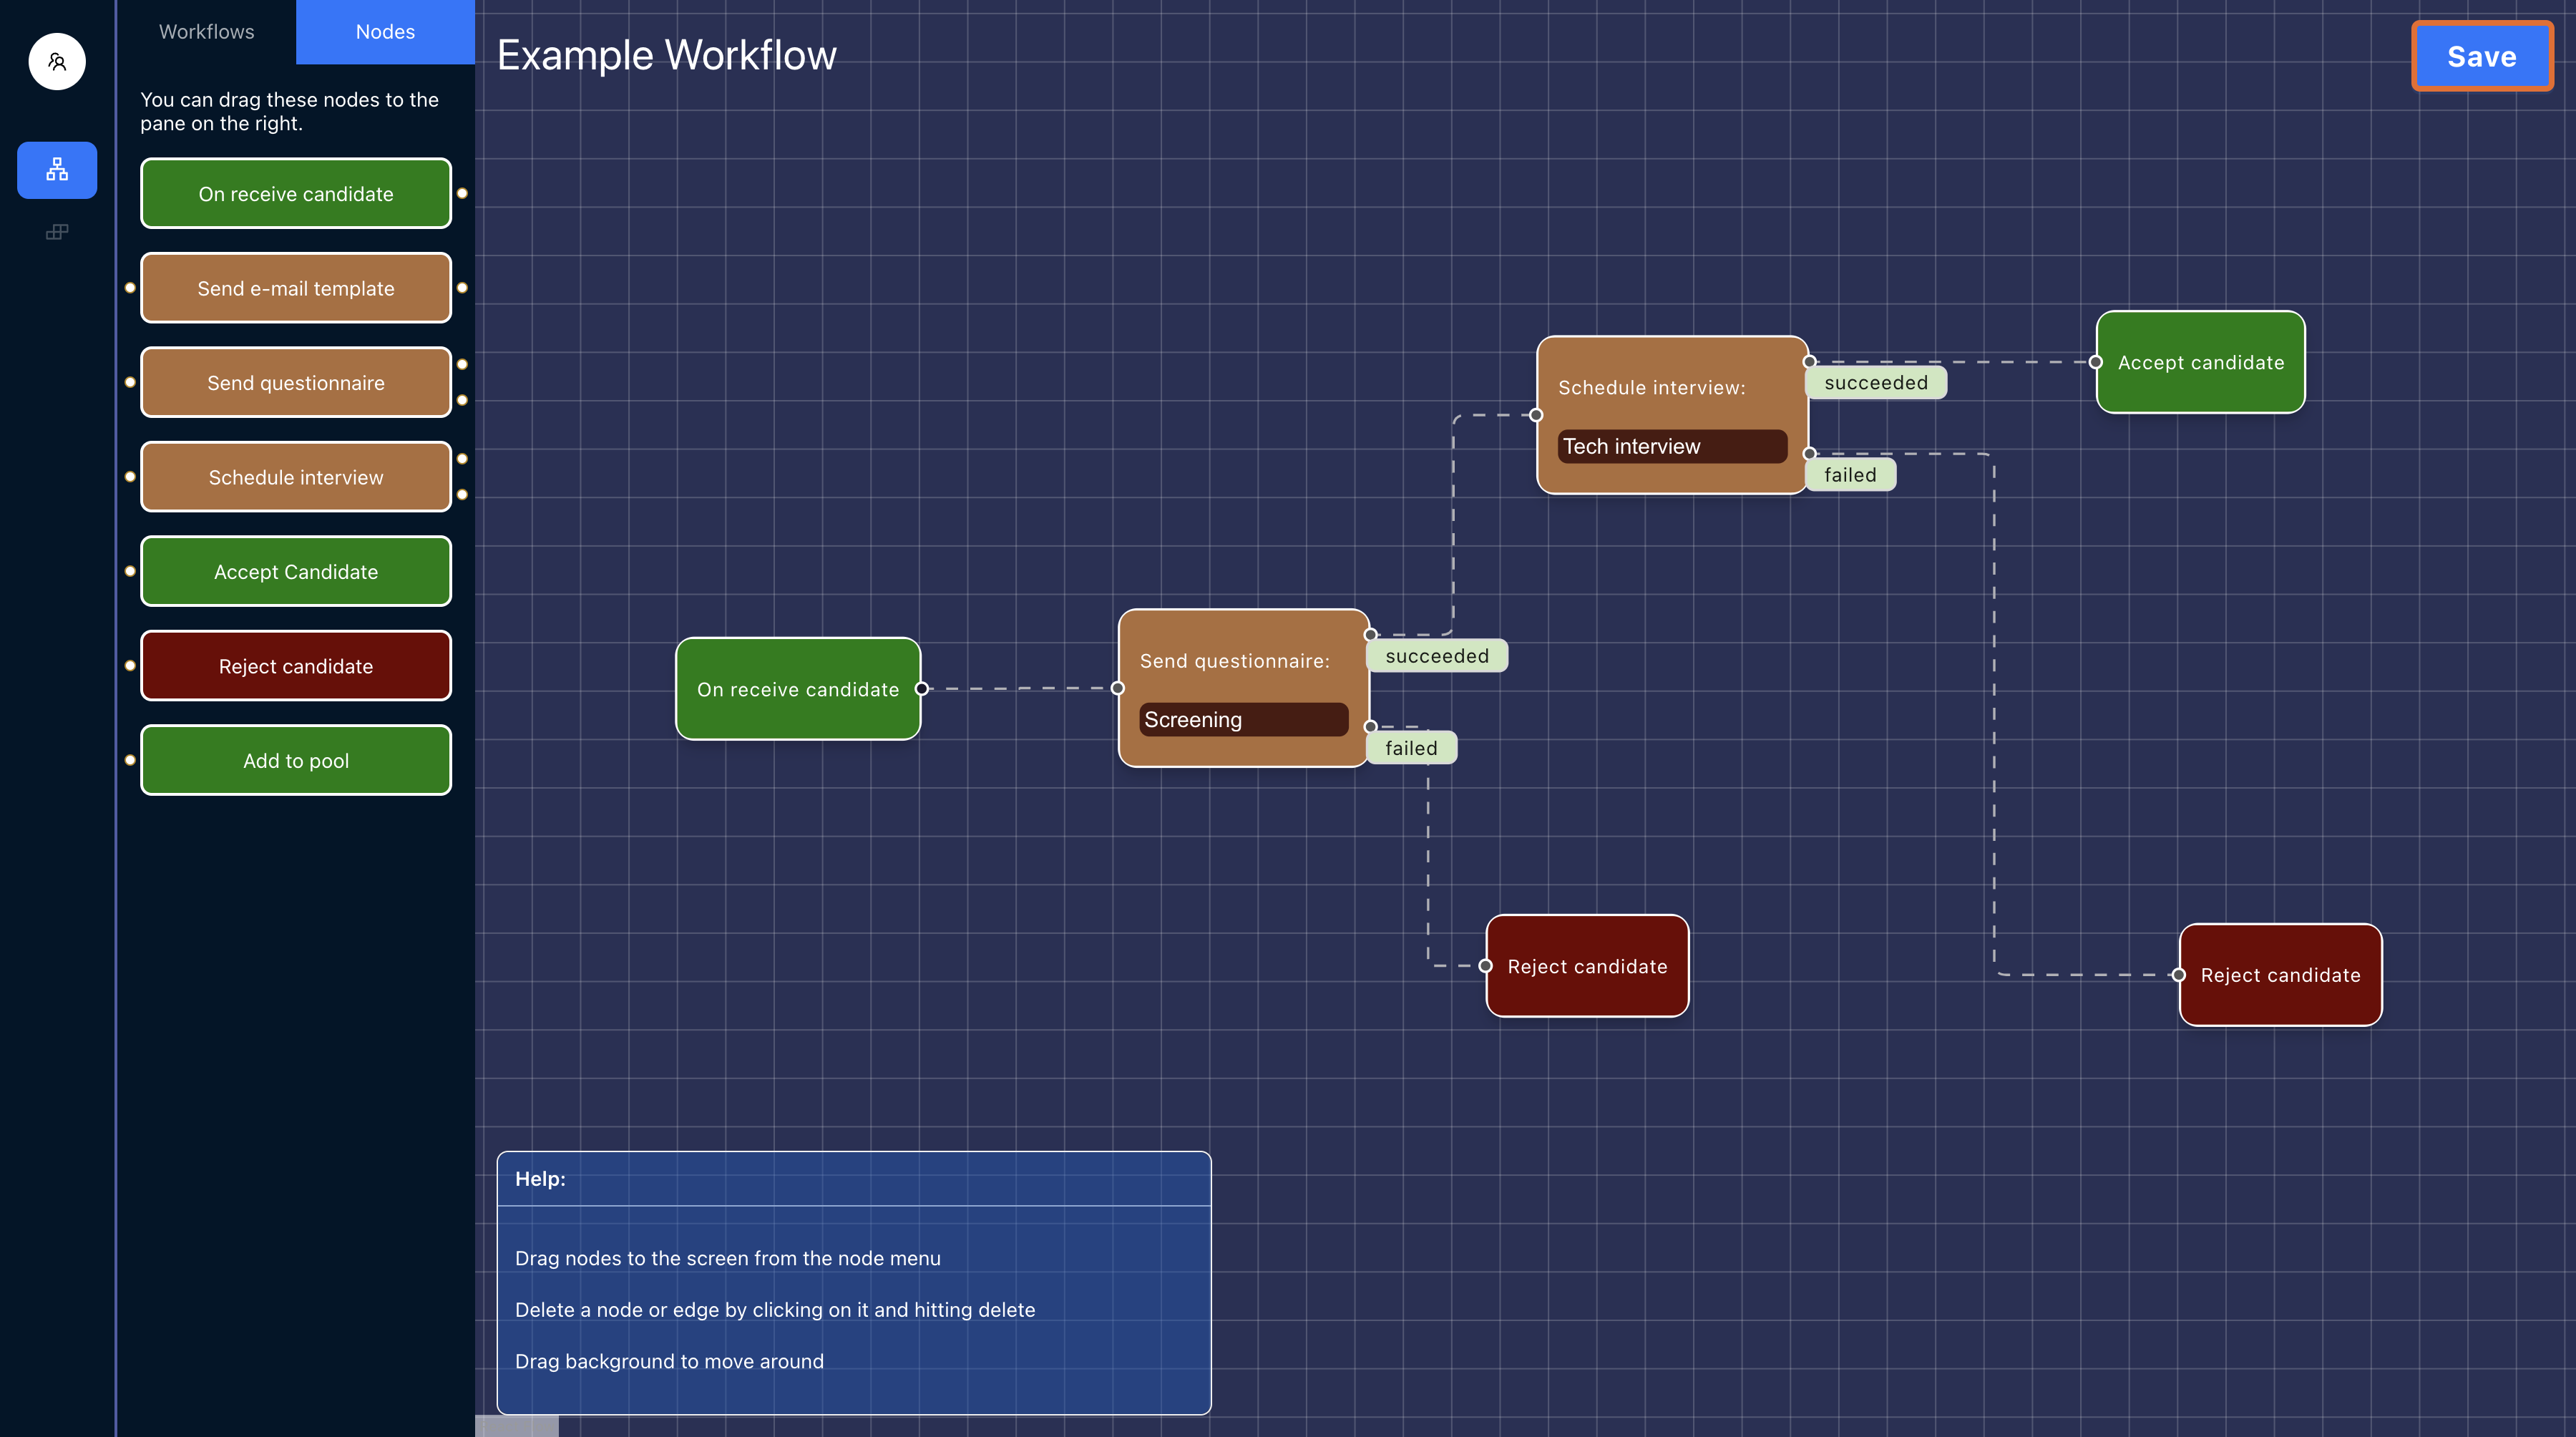 Workflows
Nodes
You can drag these nodes to the
pane on the right.
On receive candidate
Send e-mail template
Send questionnaire
Schedule interview
Accept Candidate
Reject candidate
Add to pool
Example Workflow
Save
On receive candidate
Send questionnaire:
Screening
succeeded
failed
Schedule interview:
Tech interview
succeeded
failed
Accept candidate
Reject candidate
Reject candidate
Help:
Drag nodes to the screen from the node menu
Delete a node or edge by clicking on it and hitting delete
Drag background to move around